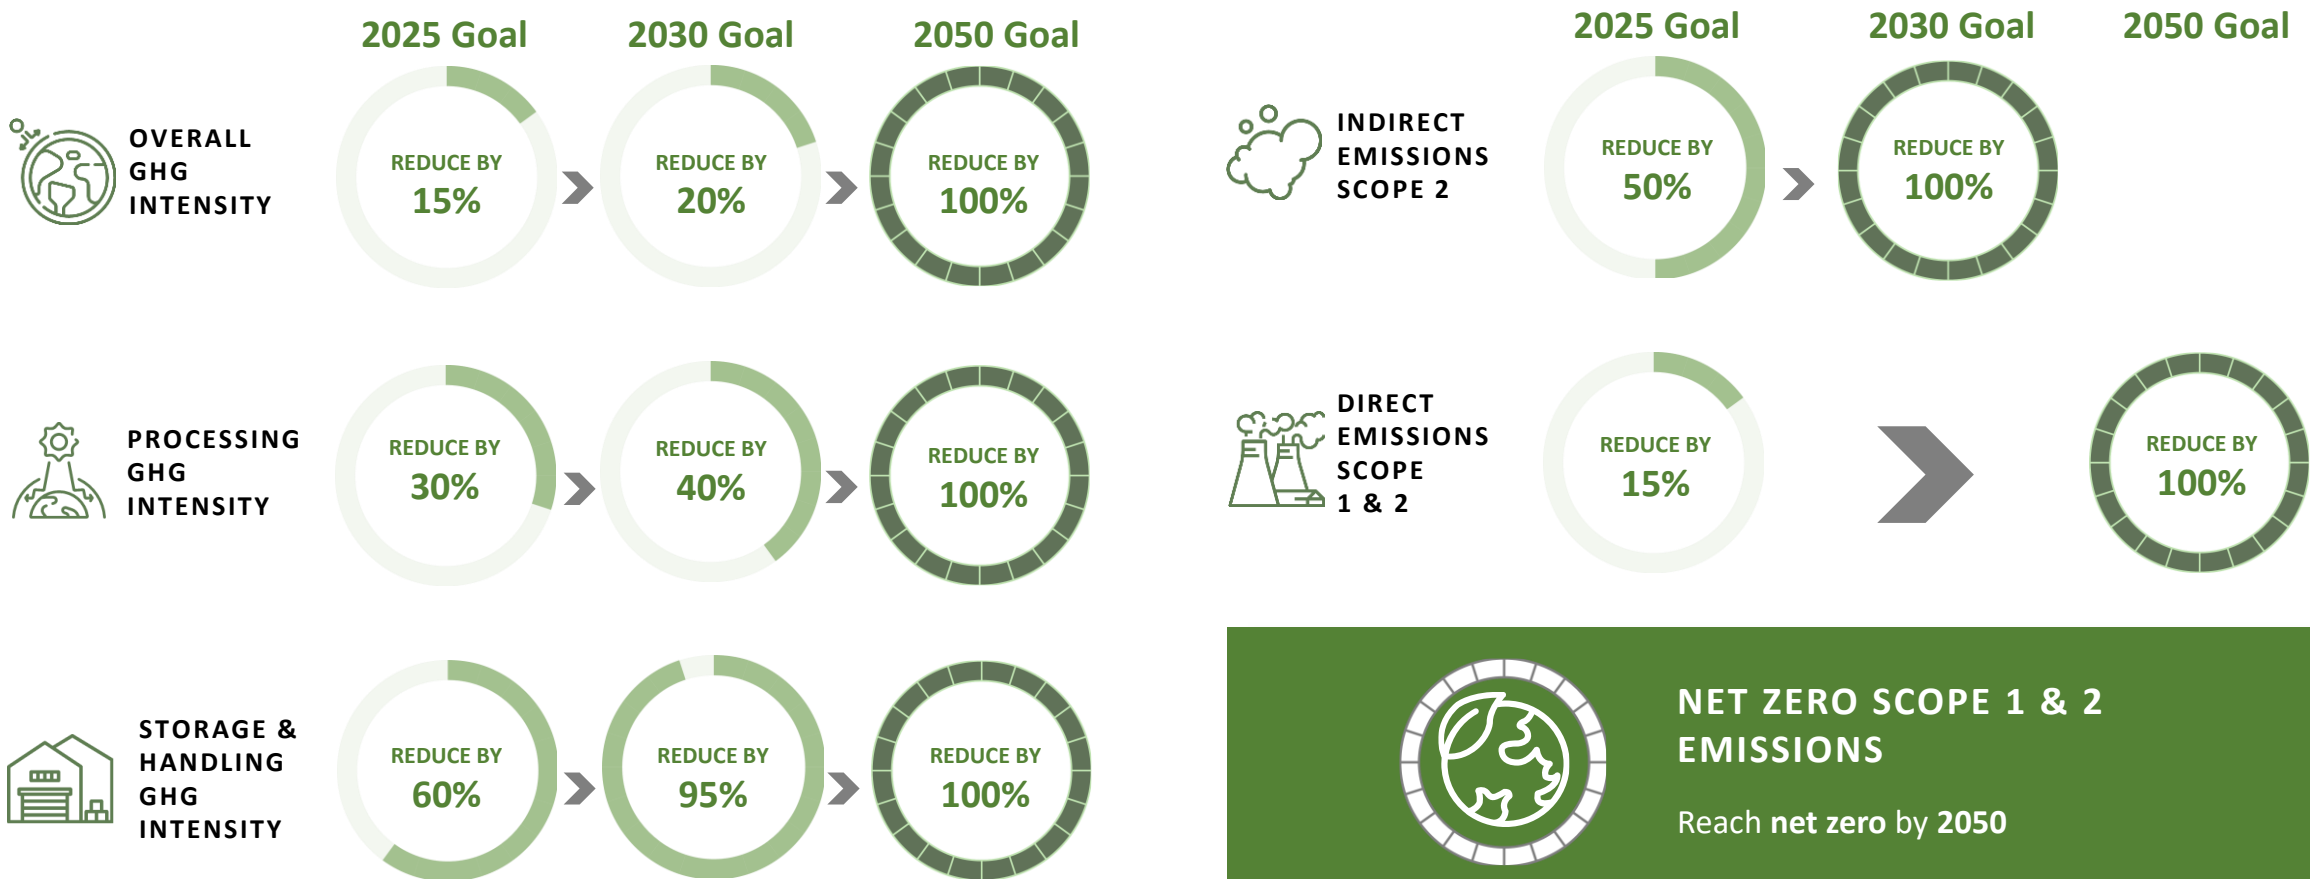 2025 Goal
2030 Goal
2050 Goal
OVERALL
GHG
INTENSITY
REDUCE BY
15%
REDUCE BY
20%
REDUCE BY
100%
PROCESSING
GHG
INTENSITY
REDUCE BY
30%
REDUCE BY
40%
REDUCE BY
100%
STORAGE &
HANDLING
GHG
INTENSITY
REDUCE BY
60%
REDUCE BY
95%
REDUCE BY
100%
2025 Goal
2030 Goal
2050 Goal
INDIRECT
EMISSIONS
SCOPE 2
REDUCE BY
50%
REDUCE BY
100%
DIRECT
EMISSIONS
SCOPE
1 & 2
REDUCE BY
15%
REDUCE BY
100%
NET ZERO SCOPE 1 & 2
EMISSIONS
Reach net zero by 2050